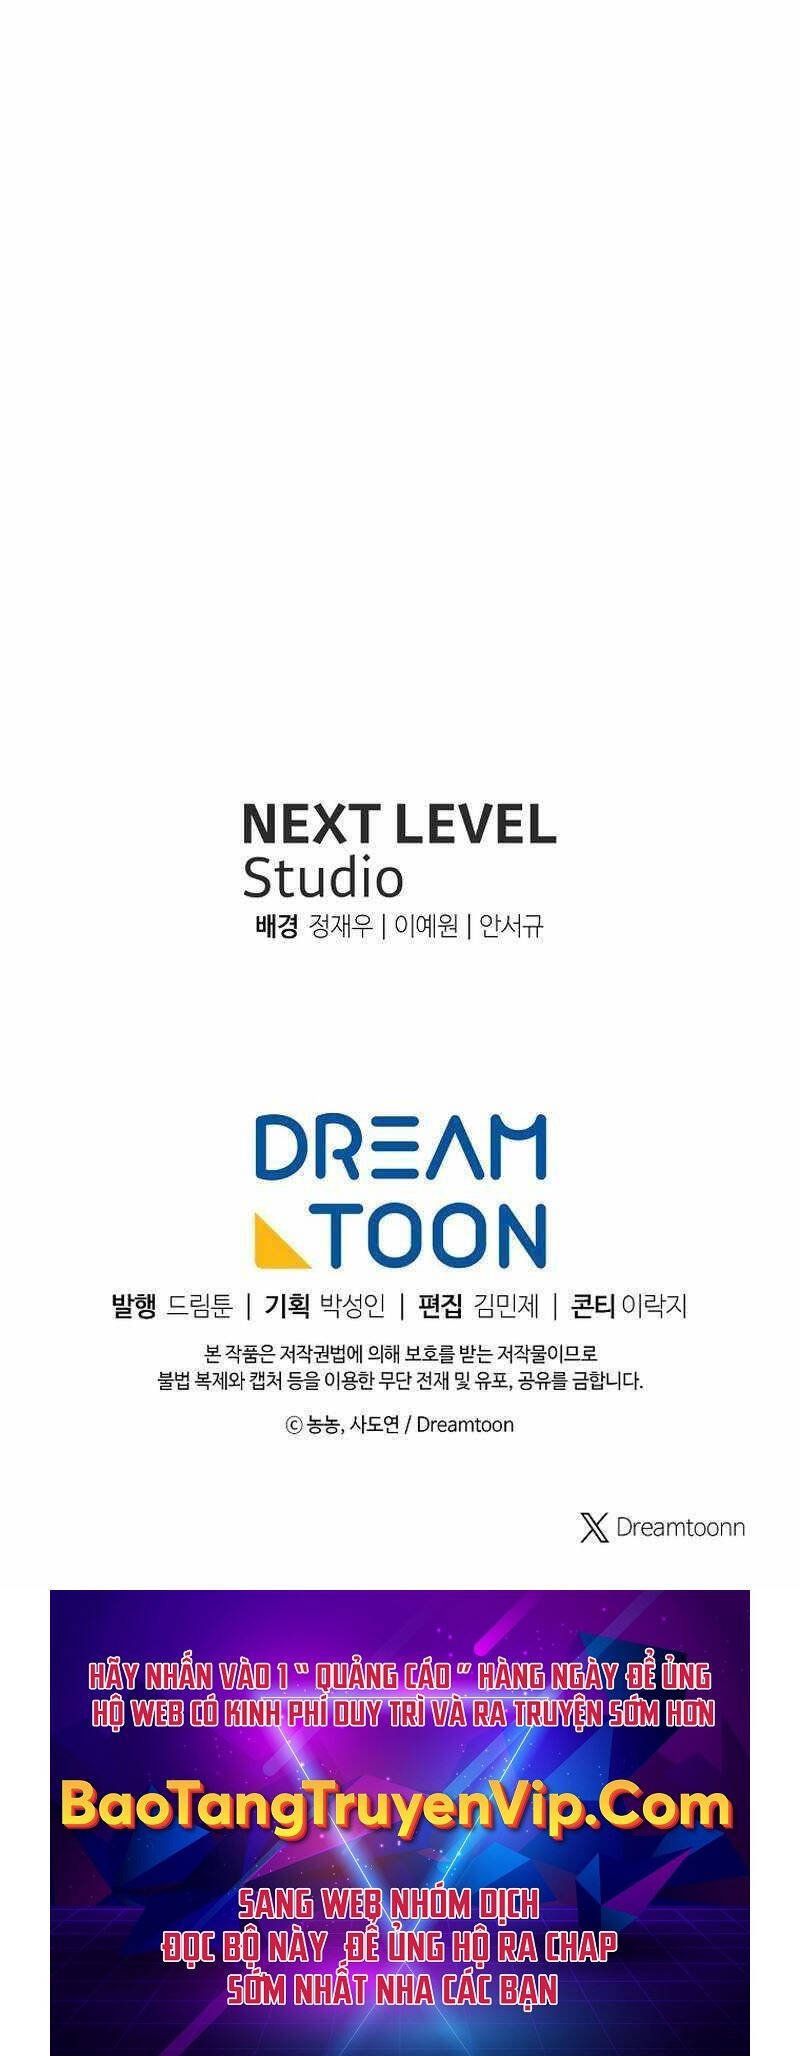 NEXT LEVEL
Studio
배경 정재우 | 이예원 | 안서규
DREAM
TOON
발행 드림툰 | 기획 박성인 | 편집 김민제 | 콘티 이락지
본 작품은 저작권법에 의해 보호를 받는 저작물이므로
불법 복제와 캡처 등을 이용한 무단 전재 및 유포, 공유를 금합니다.
ⓒ 농농, 사도연 / Dreamtoon
X Dreamtoonn
HÃY NHẤN VÀO 1 “ QUẢNG CÁO ” HÀNG NGÀY ĐỂ ỦNG
HỘ WEB CÓ KINH PHÍ DUY TRÌ VÀ RA TRUYỆN SỚM HƠN
BaoTangTruyenVip.Com
SANG WEB NHÓM DỊCH
ĐỌC BỘ NÀY ĐỂ ỦNG HỘ RA CHAP
SỚM NHẤT NHA CÁC BẠN